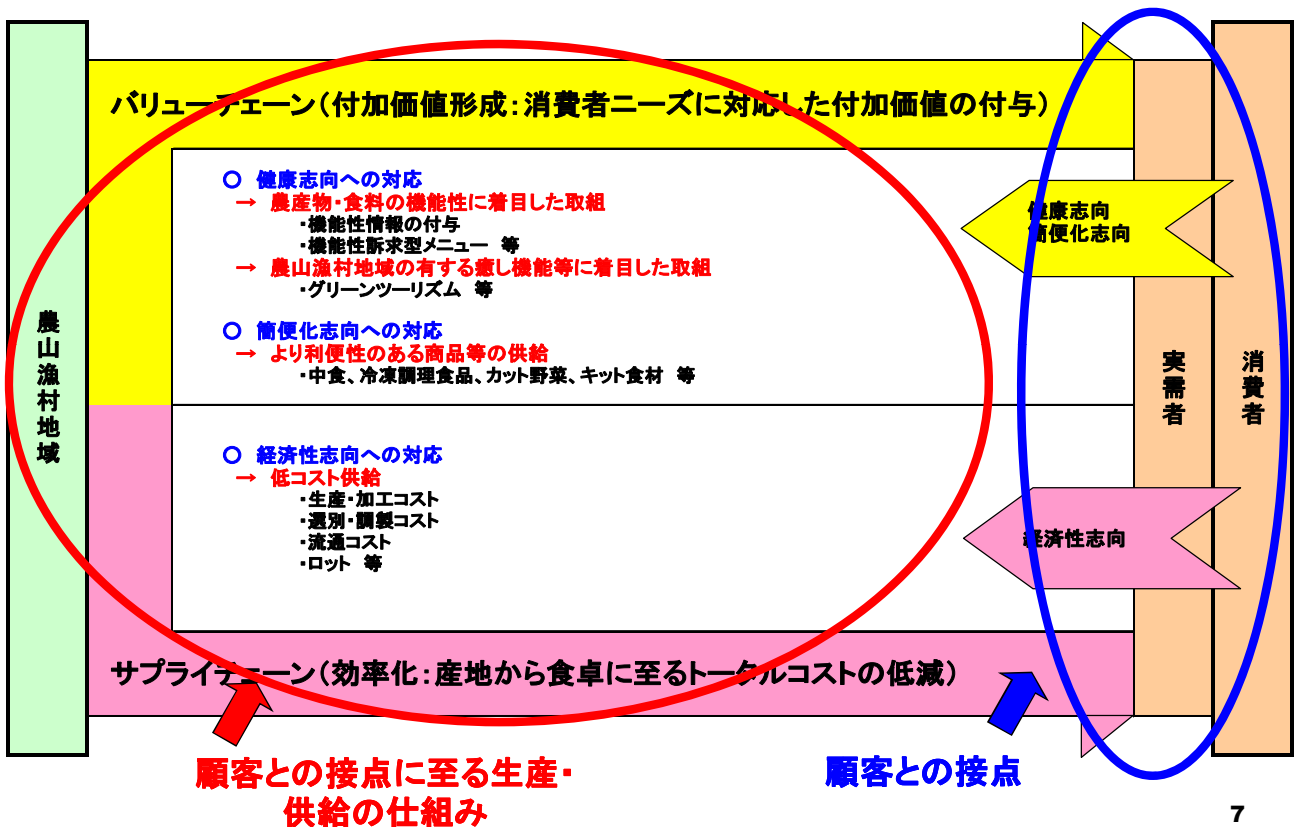 バリューチェーン（付加価値形成：消費者ニーズに対応した付加価値の付与）
○　健康志向への対応
→　農産物・食料の機能性に着目した取組
・機能性情報の付与
・機能性訴求型メニュー　等
→　農山漁村地域の有する癒し機能等に着目した取組
・グリーンツーリズム　等
○　簡便化志向への対応
→　より利便性のある商品等の供給
・中食、冷凍調理食品、カット野菜、キット食材　等
健康志向
簡便化志向
農山漁村地域
実需者
消費者
○　経済性志向への対応
→　低コスト供給
・生産・加工コスト
・選別・調製コスト
・流通コスト
・ロット　等
経済性志向
サプライチェーン（効率化：産地から食卓に至るトータルコストの低減）
顧客との接点に至る生産・
供給の仕組み
顧客との接点
7